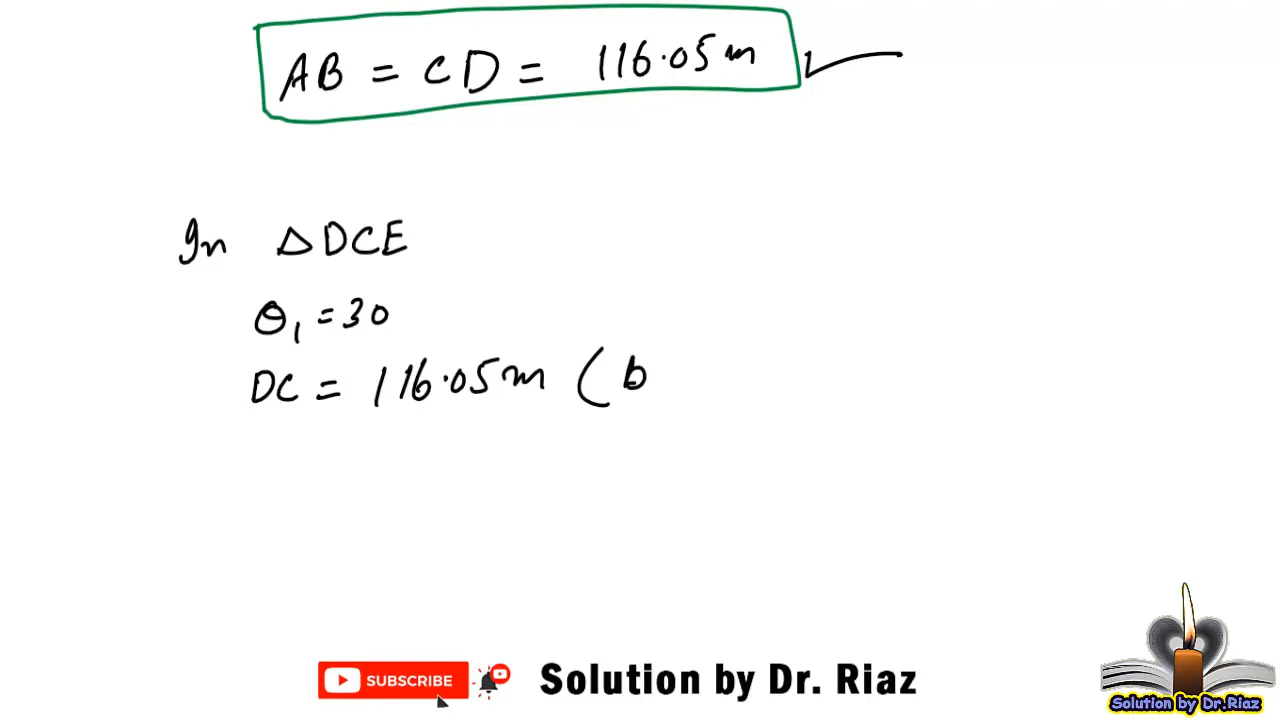 AB = CD = 116.05m
In △DCE
θ₁ = 30
DC = 116.05m ( b
SUBSCRIBE
Solution by Dr. Riaz
Solution by Dr.Riaz